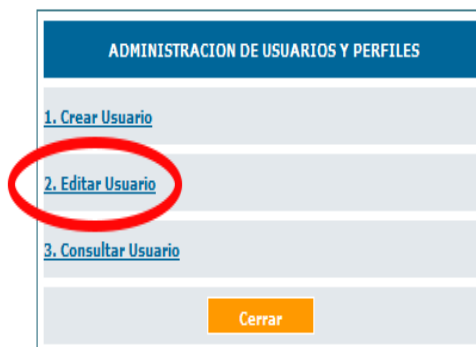 ADMINISTRACION DE USUARIOS Y PERFILES
1. Crear Usuario
2. Editar Usuario
3. Consultar Usuario
Cerrar